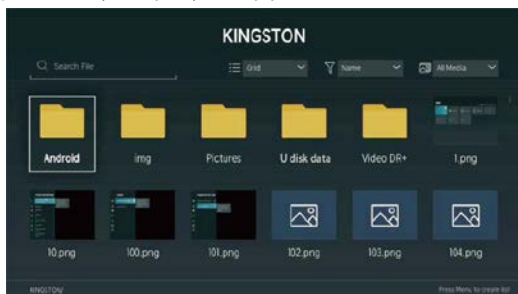 KINGSTON
Search File
Grid
Name
All Media
Android
img
Pictures
U disk data
Video DR+
1.png
10.png
100.png
101.png
102.png
103.png
104.png
KINGSTON/
Press Menu to create list